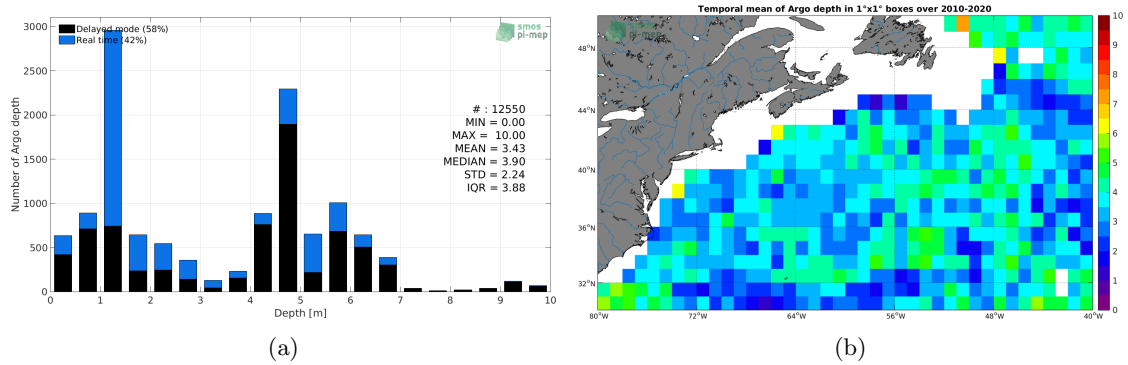 Delayed mode (58%)
Real time (42%)
smos
pi-mep
# : 12550
MIN = 0.00
MAX = 10.00
MEAN = 3.43
MEDIAN = 3.90
STD = 2.24
IQR = 3.88
Number of Argo depth
3000
2500
2000
1500
1000
500
0
0 1 2 3 4 5 6 7 8 9 10
Depth [m]
(a)
Temporal mean of Argo depth in 1°x1° boxes over 2010-2020
smos
pi-mep
48°N
44°N
40°N
36°N
32°N
80°W 72°W 64°W 56°W 48°W 40°W
10
9
8
7
6
5
4
3
2
1
0
(b)